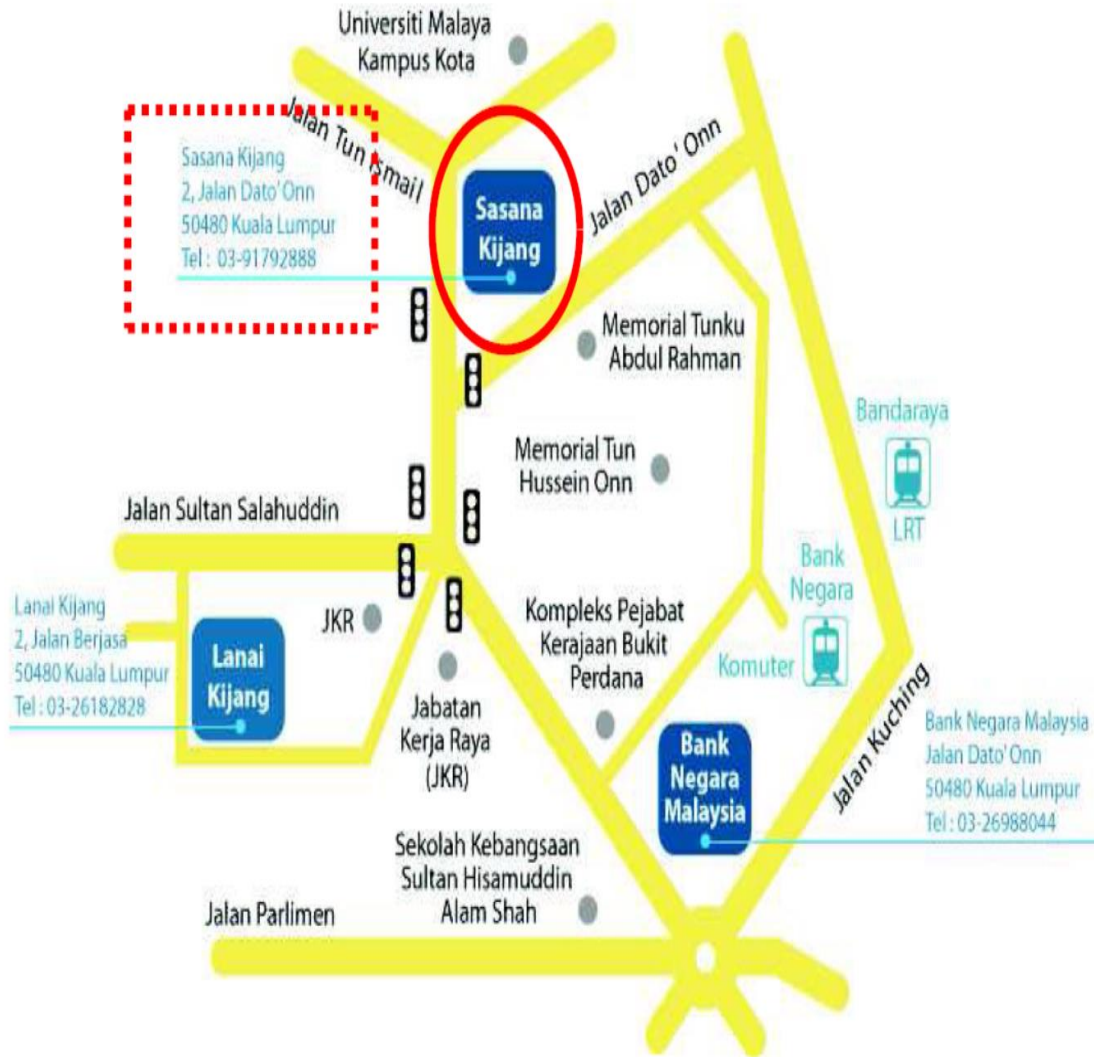 Universiti Malaya
Kampus Kota
Jalan Tun Ismail
Jalan Dato' Onn
Sasana Kijang
2, Jalan Dato' Onn
50480 Kuala Lumpur
Tel : 03-91792888
Sasana
Kijang
Memorial Tunku
Abdul Rahman
Bandaraya
LRT
Memorial Tun
Hussein Onn
Jalan Sultan Salahuddin
Bank
Negara
Komuter
Lanai Kijang
2, Jalan Berjasa
50480 Kuala Lumpur
Tel : 03-26182828
Lanai
Kijang
JKR
Kompleks Pejabat
Kerajaan Bukit
Perdana
Jabatan
Kerja Raya
(JKR)
Bank
Negara
Malaysia
Jalan Kuching
Bank Negara Malaysia
Jalan Dato' Onn
50480 Kuala Lumpur
Tel : 03-26988044
Sekolah Kebangsaan
Sultan Hisamuddin
Alam Shah
Jalan Parlimen